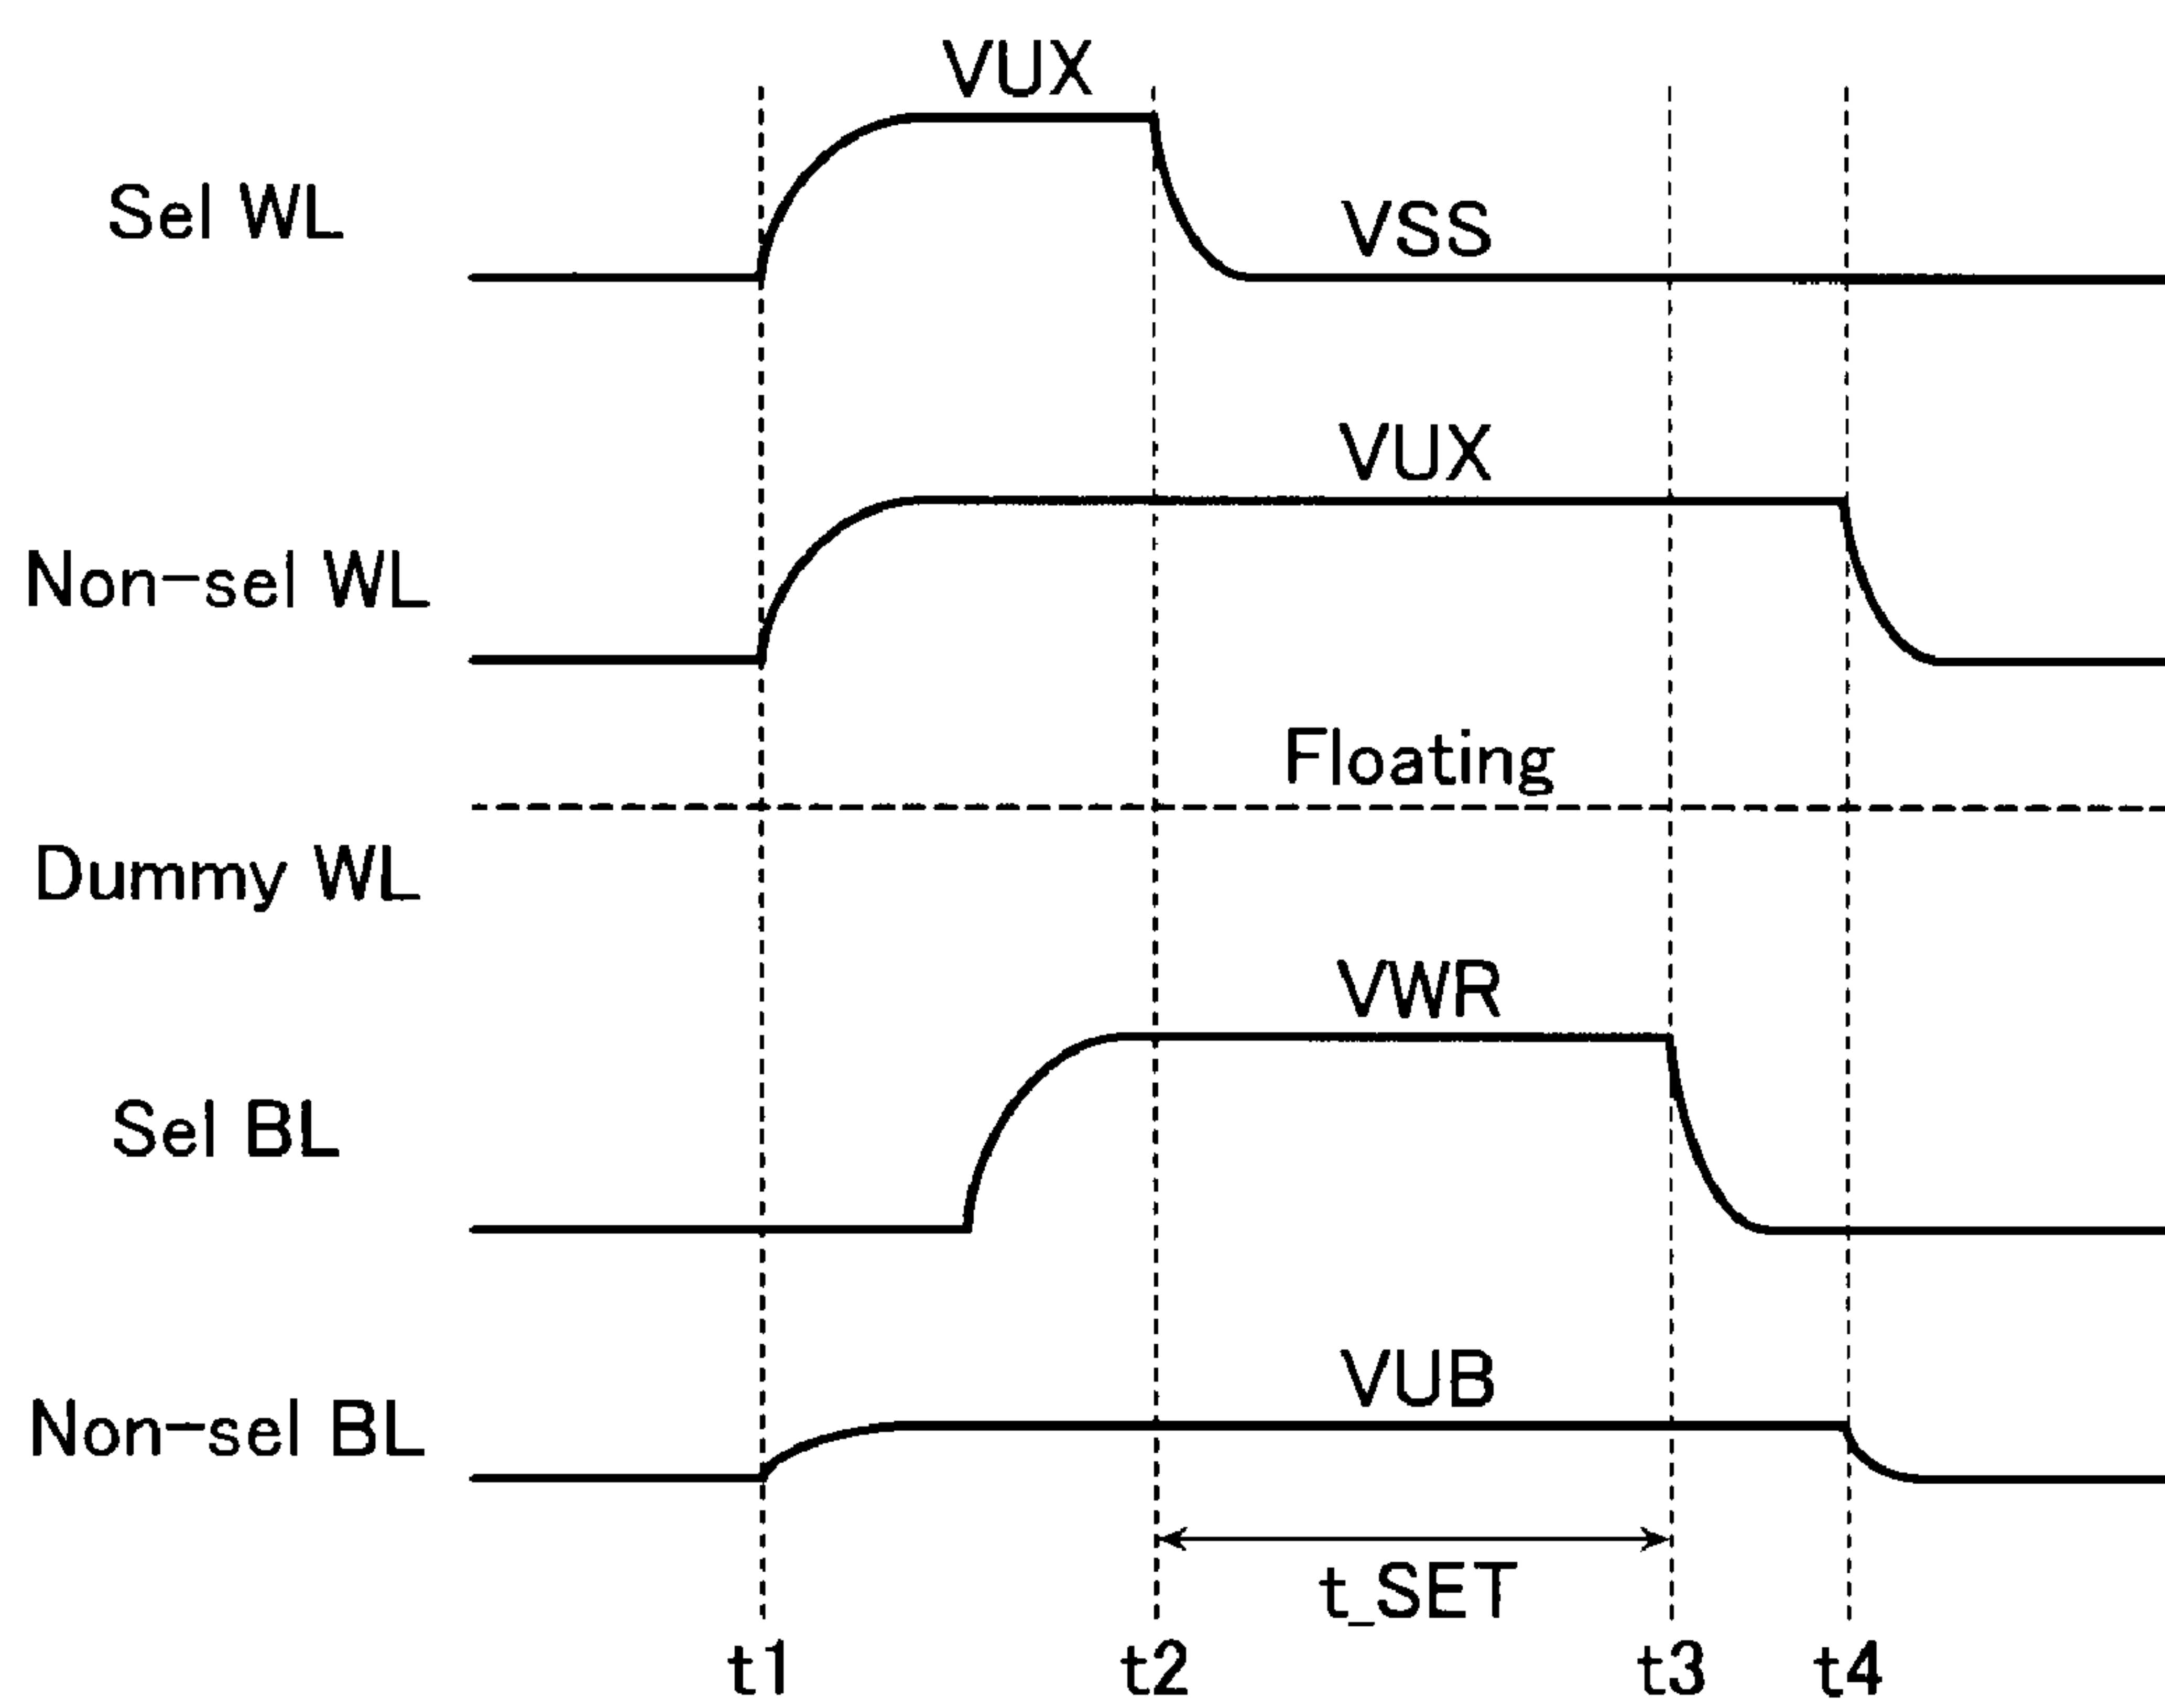 VUX
Sel WL
VSS
VUX
Non-sel WL
Floating
Dummy WL
VWR
Sel BL
VUB
Non-sel BL
t_SET
t1 t2 t3 t4